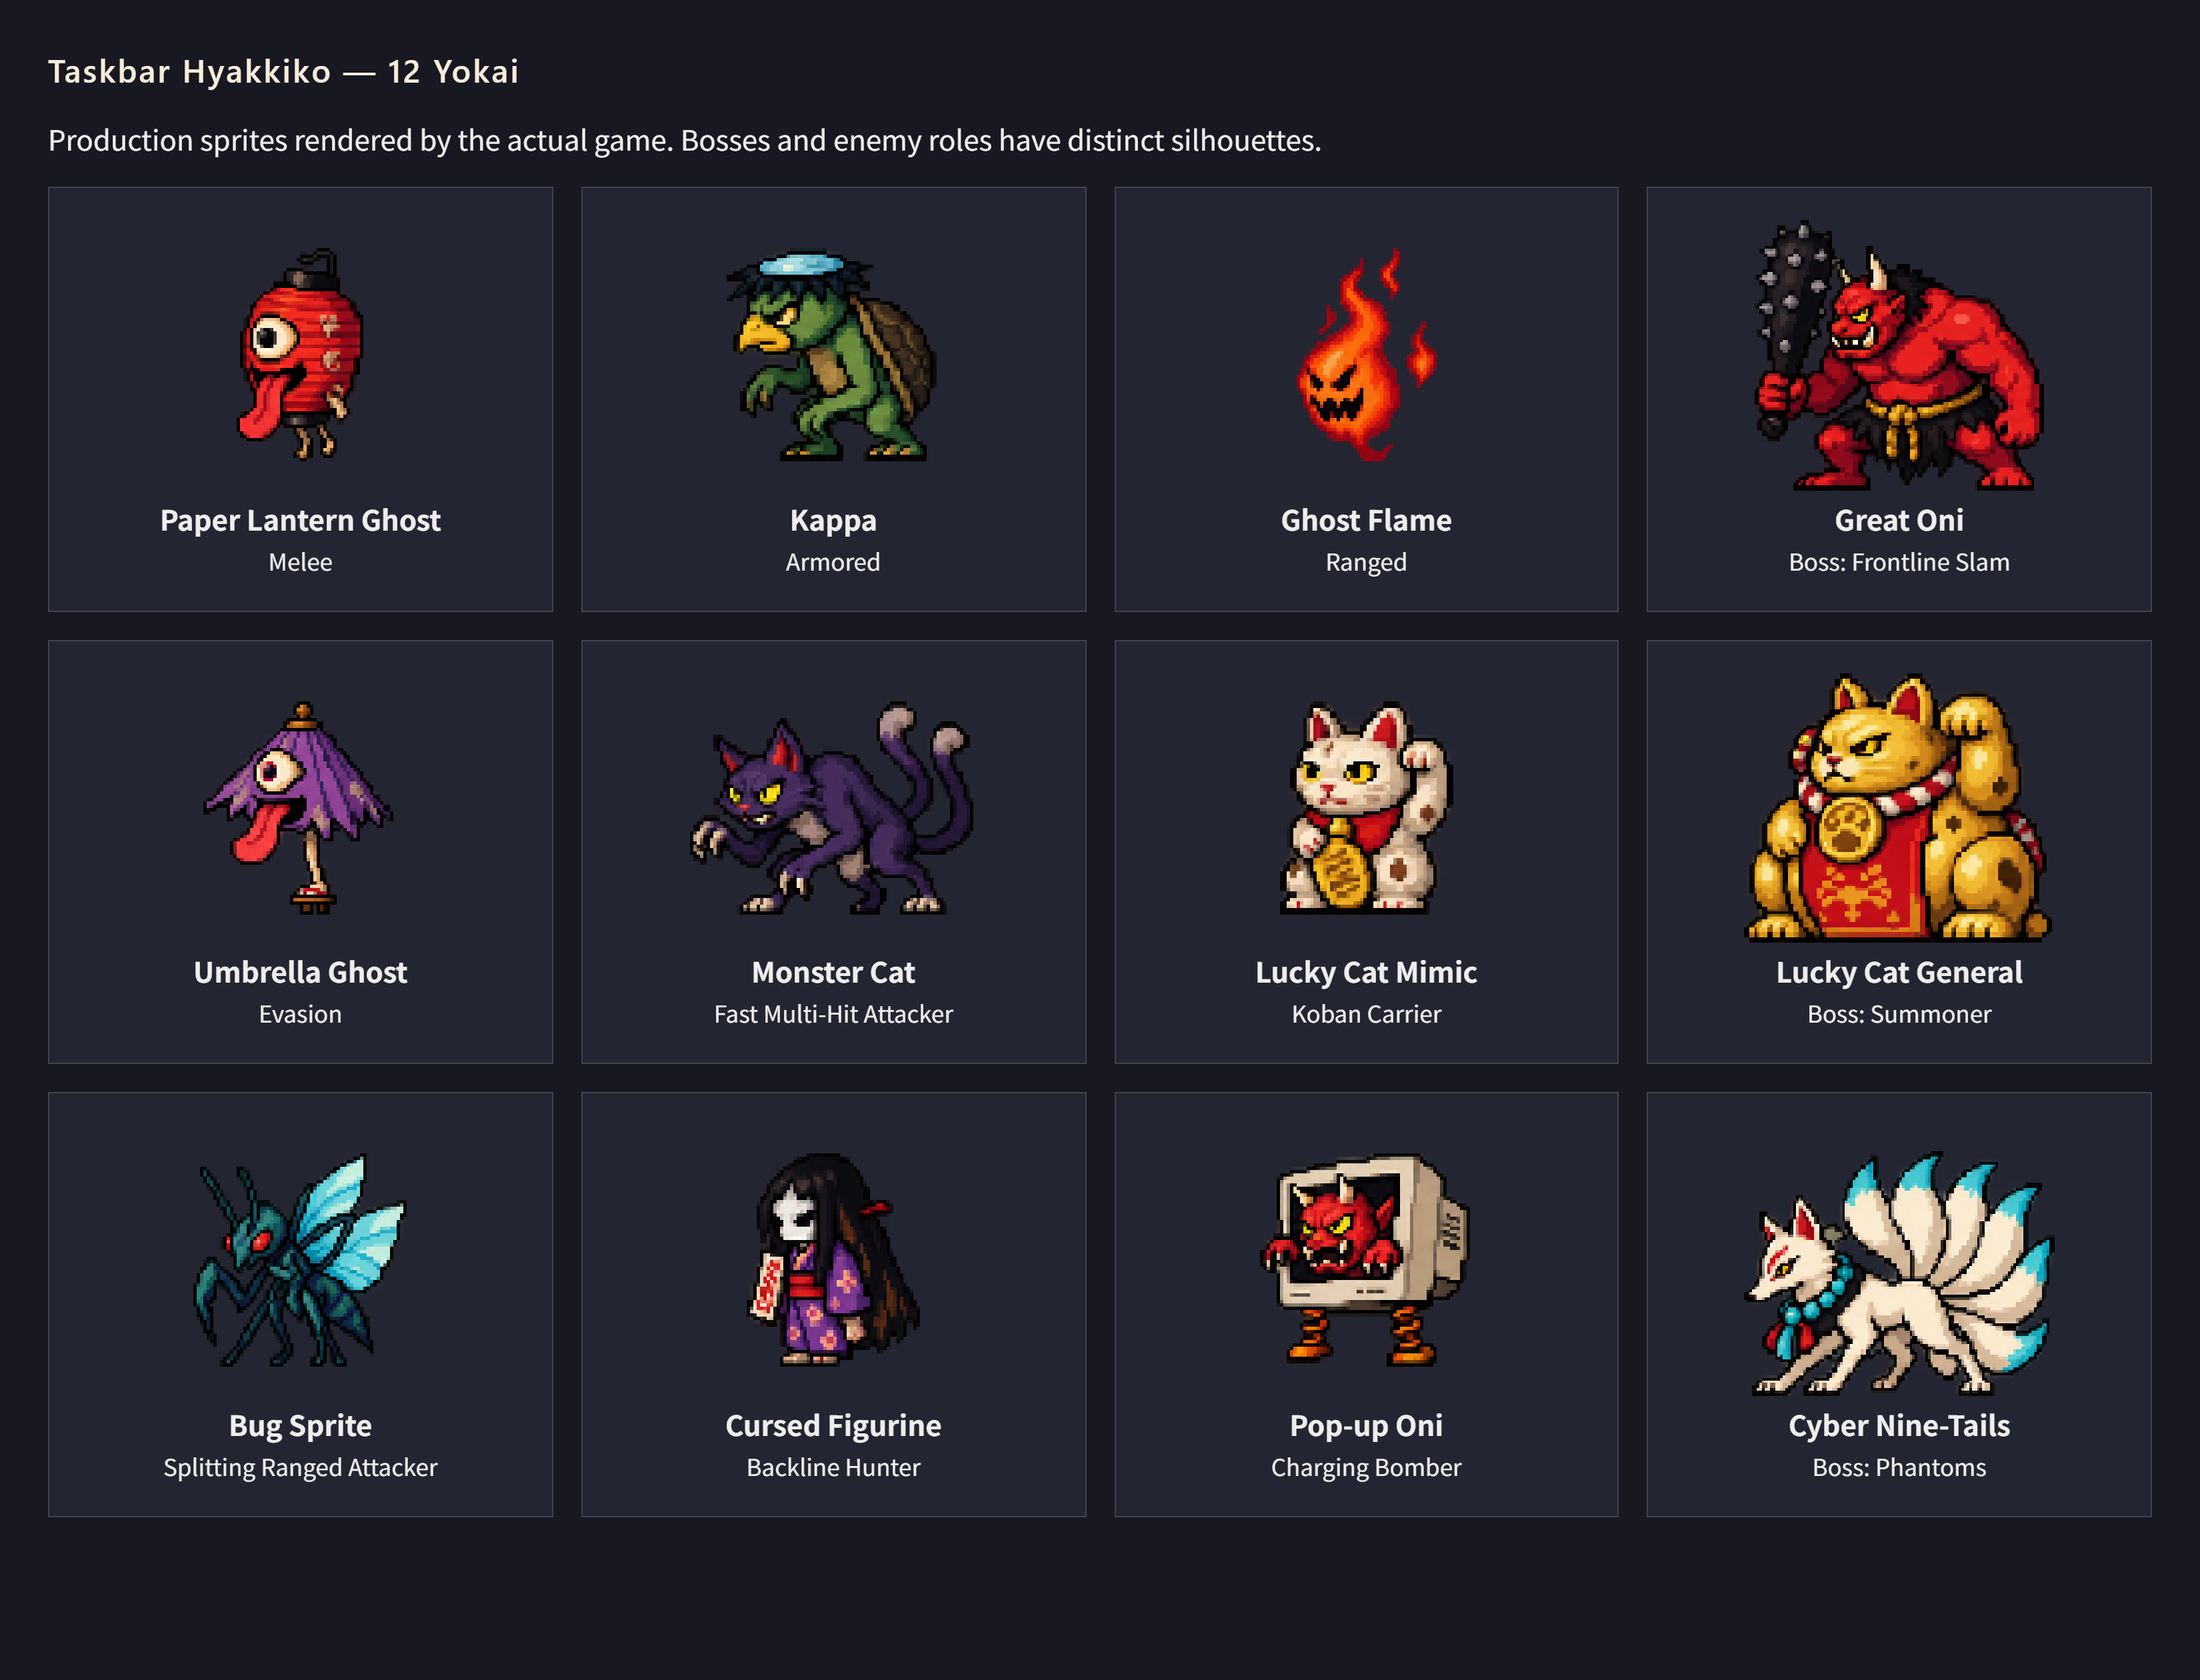 Taskbar Hyakkiko — 12 Yokai
Production sprites rendered by the actual game. Bosses and enemy roles have distinct silhouettes.
Paper Lantern Ghost
Melee
Kappa
Armored
Ghost Flame
Ranged
Great Oni
Boss: Frontline Slam
Umbrella Ghost
Evasion
Monster Cat
Fast Multi-Hit Attacker
Lucky Cat Mimic
Koban Carrier
Lucky Cat General
Boss: Summoner
Bug Sprite
Splitting Ranged Attacker
Cursed Figurine
Backline Hunter
Pop-up Oni
Charging Bomber
Cyber Nine-Tails
Boss: Phantoms